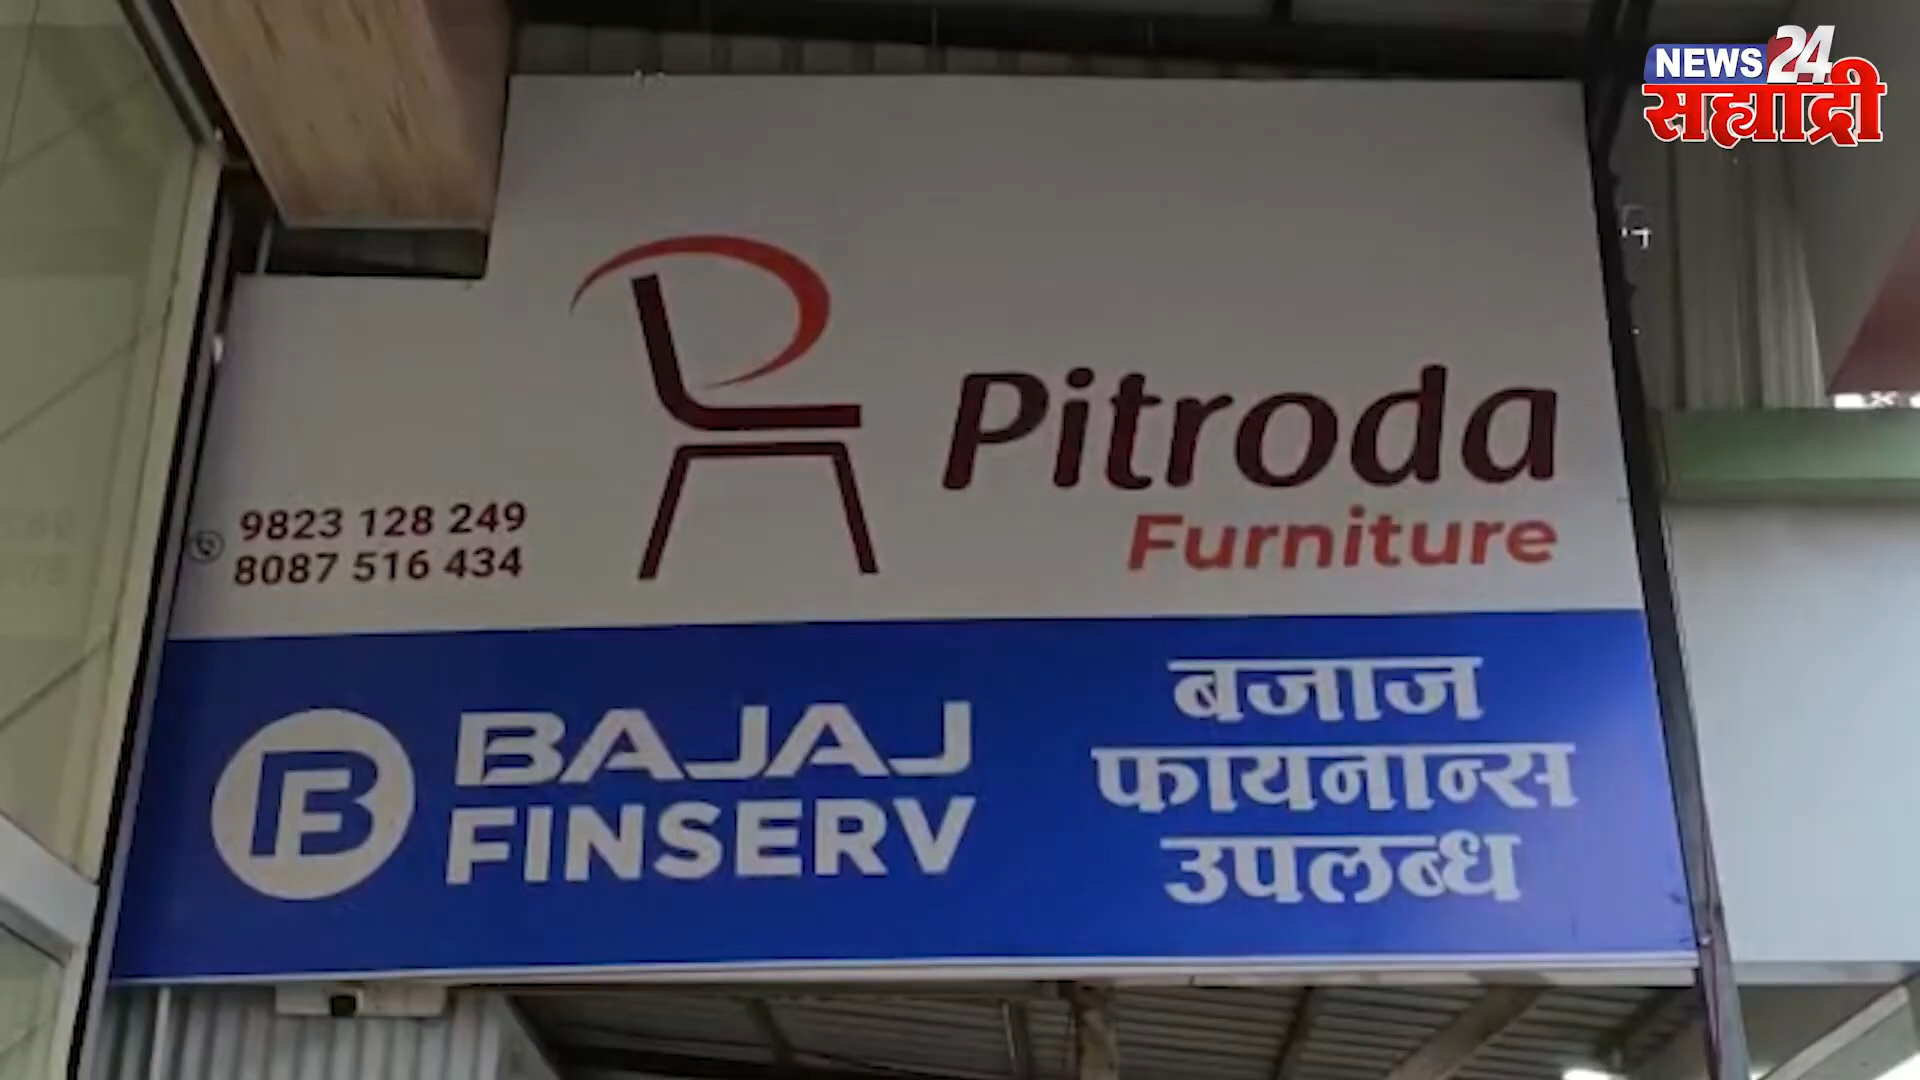 NEWS 24
सह्याद्री
Pitroda
Furniture
9823 128 249
8087 516 434
BAJAJ
FINSERV
बजाज
फायनान्स
उपलब्ध